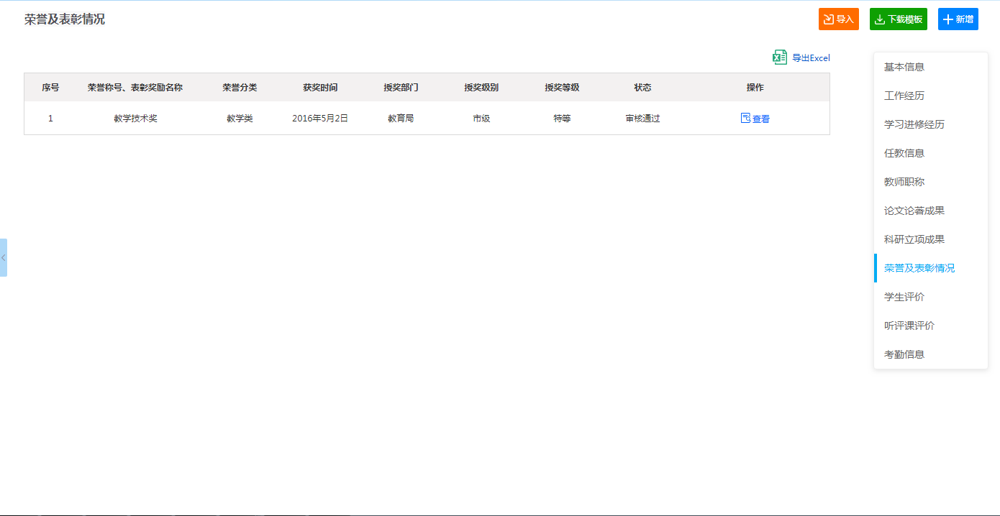 荣誉及表彰情况
导入
下载模板
新增
导出Excel
序号 荣誉称号、表彰奖励名称 荣誉分类 获奖时间 授奖部门 授奖级别 授奖等级 状态 操作
1 教学技术奖 教学类 2016年5月2日 教育局 市级 特等 审核通过 查看
基本信息
工作经历
学习进修经历
任教信息
教师职称
论文论著成果
科研立项成果
荣誉及表彰情况
学生评价
听评课评价
考勤信息